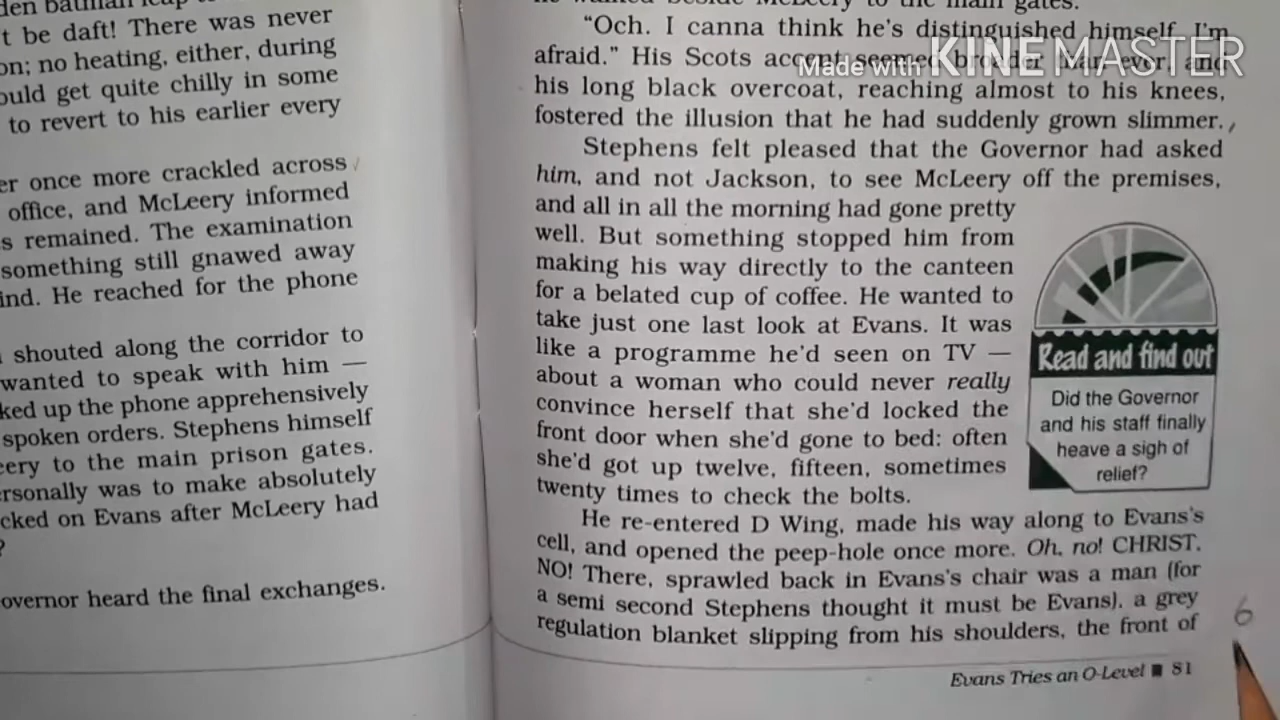 t be daft! There was never
on; no heating, either, during
ould get quite chilly in some
to revert to his earlier every
er once more crackled across
office, and McLeery informed
s remained. The examination
something still gnawed away
ind. He reached for the phone
shouted along the corridor to
wanted to speak with him —
ked up the phone apprehensively
spoken orders. Stephens himself
eery to the main prison gates.
ersonally was to make absolutely
cked on Evans after McLeery had
?
overnor heard the final exchanges.
to the main gates.
“Och. I canna think he’s distinguished himself, I’m
afraid.” His Scots accent seemed broader than ever, and
his long black overcoat, reaching almost to his knees,
fostered the illusion that he had suddenly grown slimmer.
Stephens felt pleased that the Governor had asked
him, and not Jackson, to see McLeery off the premises,
and all in all the morning had gone pretty
well. But something stopped him from
making his way directly to the canteen
for a belated cup of coffee. He wanted to
take just one last look at Evans. It was
like a programme he’d seen on TV —
about a woman who could never really
convince herself that she’d locked the
front door when she’d gone to bed: often
she’d got up twelve, fifteen, sometimes
twenty times to check the bolts.
He re-entered D Wing, made his way along to Evans’s
cell, and opened the peep-hole once more. Oh, no! CHRIST,
NO! There, sprawled back in Evans’s chair was a man (for
a semi second Stephens thought it must be Evans), a grey
regulation blanket slipping from his shoulders, the front of
Read and find out
Did the Governor
and his staff finally
heave a sigh of
relief?
6
Evans Tries an O-Level ■ 81
Made with KINEMASTER